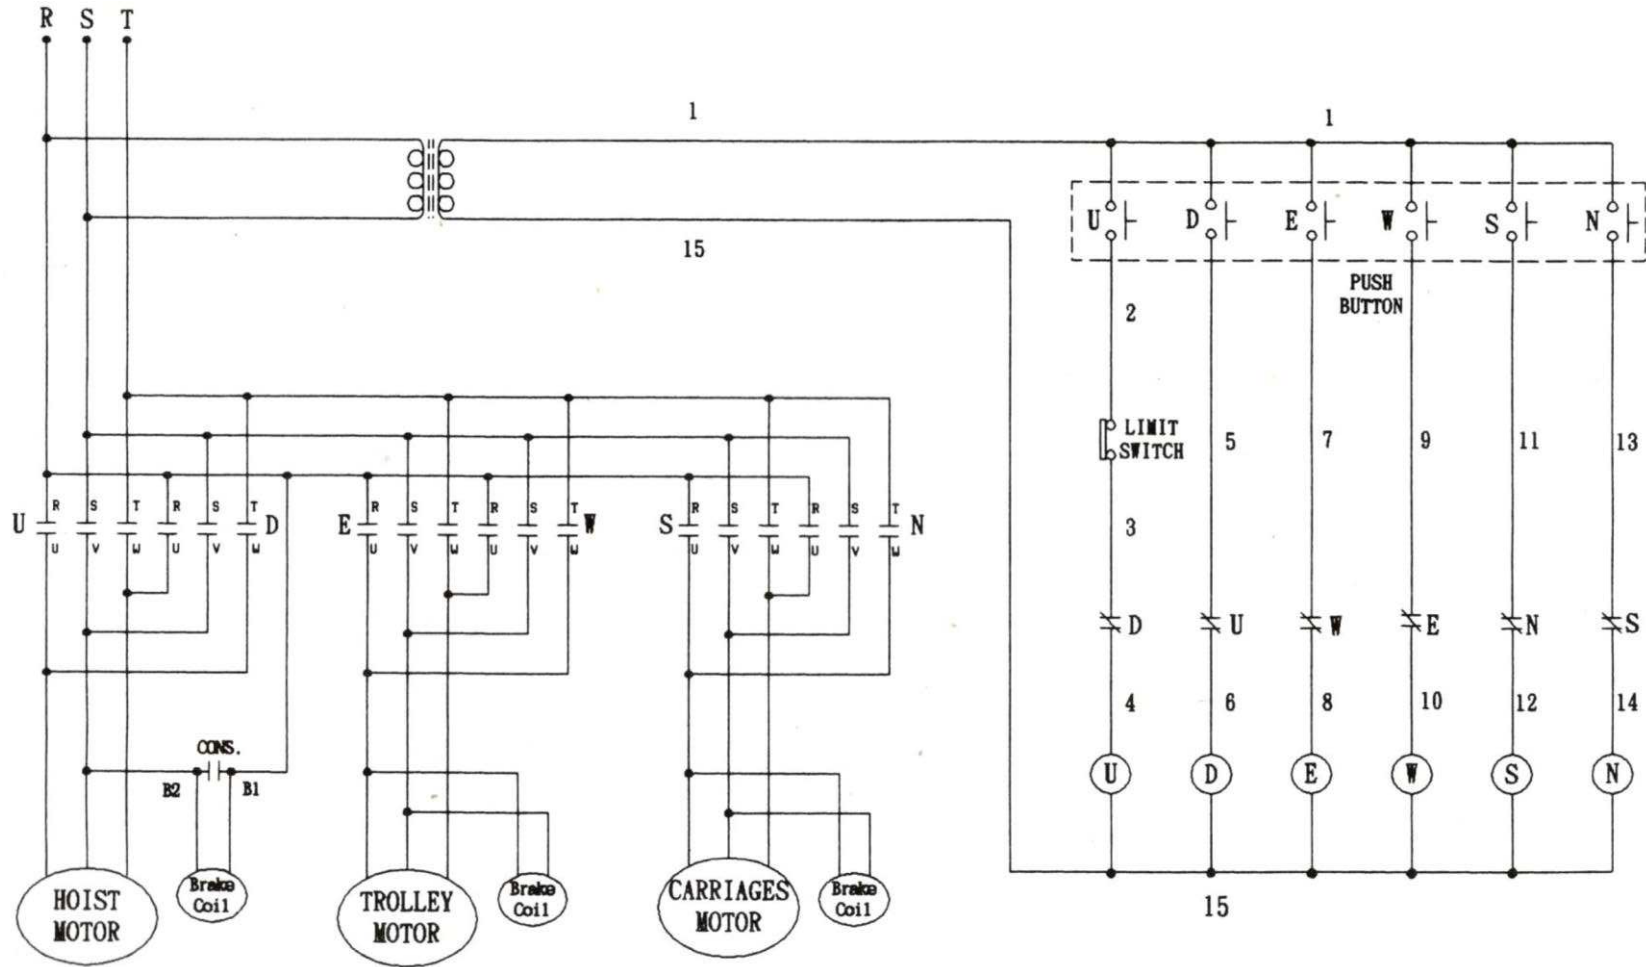 R S T
1
1
15
U D E W S N
PUSH
BUTTON
2
LIMIT
SWITCH
5 7 9 11 13
R S T R S T
R S T R S T
R S T R S T
U D
E W
S N
U V W U V W
U V W U V W
U V W U V W
3
D U W E N S
4 6 8 10 12 14
CONS.
B2 B1
U D E W S N
HOIST
MOTOR
Brake
Coil
TROLLEY
MOTOR
Brake
Coil
CARRIAGES
MOTOR
Brake
Coil
15